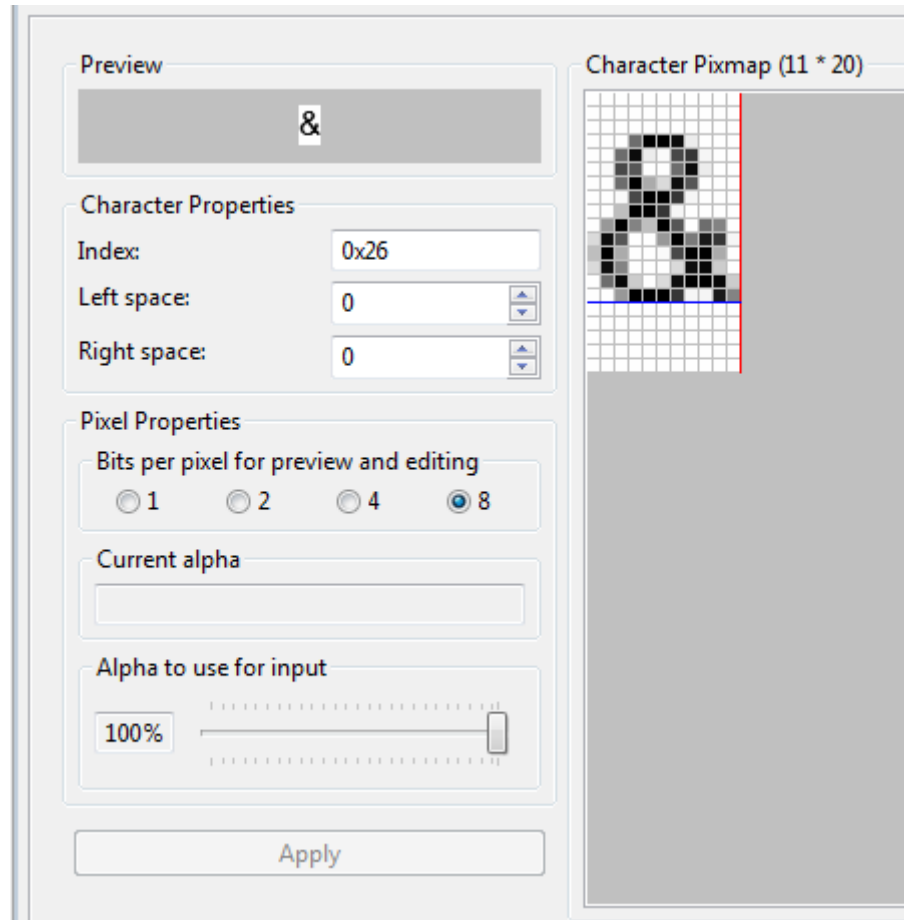 Preview
&
Character Properties
Index: 0x26
Left space: 0
Right space: 0
Pixel Properties
Bits per pixel for preview and editing
1 2 4 8
Current alpha
Alpha to use for input
100%
Apply
Character Pixmap (11 * 20)
&